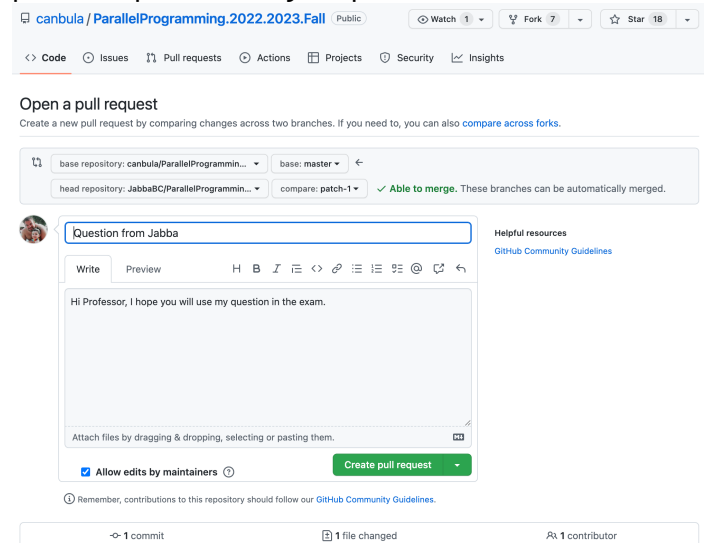 canbula / ParallelProgramming.2022.2023.Fall Public
Watch 1
Fork 7
Star 18
Code
Issues
Pull requests
Actions
Projects
Security
Insights
Open a pull request
Create a new pull request by comparing changes across two branches. If you need to, you can also compare across forks.
base repository: canbula/ParallelProgrammin...
base: master
head repository: JabbaBC/ParallelProgrammin...
compare: patch-1
Able to merge. These branches can be automatically merged.
Question from Jabba
Helpful resources
GitHub Community Guidelines
Write
Preview
Hi Professor, I hope you will use my question in the exam.
Attach files by dragging & dropping, selecting or pasting them.
Allow edits by maintainers
Create pull request
Remember, contributions to this repository should follow our GitHub Community Guidelines.
1 commit
1 file changed
1 contributor